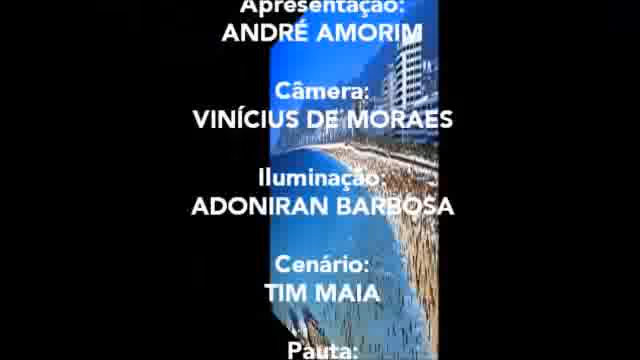 Apresentação:
ANDRÉ AMORIM
Câmera:
VINÍCIUS DE MORAES
Iluminação:
ADONIRAN BARBOSA
Cenário:
TIM MAIA
Pauta: